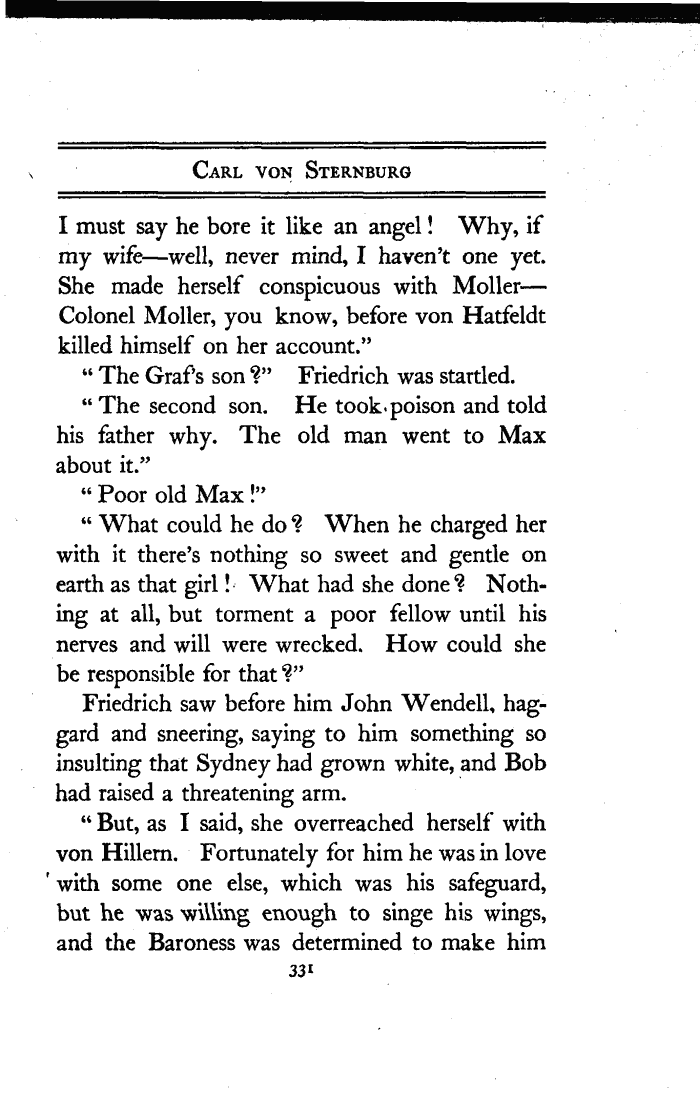 Carl von Sternburg
I must say he bore it like an angel! Why, if
my wife—well, never mind, I haven't one yet.
She made herself conspicuous with Moller—
Colonel Moller, you know, before von Hatfeldt
killed himself on her account."
"The Graf's son?" Friedrich was startled.
"The second son. He took poison and told
his father why. The old man went to Max
about it."
"Poor old Max!"
"What could he do? When he charged her
with it there's nothing so sweet and gentle on
earth as that girl! What had she done? Noth-
ing at all, but torment a poor fellow until his
nerves and will were wrecked. How could she
be responsible for that?"
Friedrich saw before him John Wendell, hag-
gard and sneering, saying to him something so
insulting that Sydney had grown white, and Bob
had raised a threatening arm.
"But, as I said, she overreached herself with
von Hillern. Fortunately for him he was in love
with some one else, which was his safeguard,
but he was willing enough to singe his wings,
and the Baroness was determined to make him
331